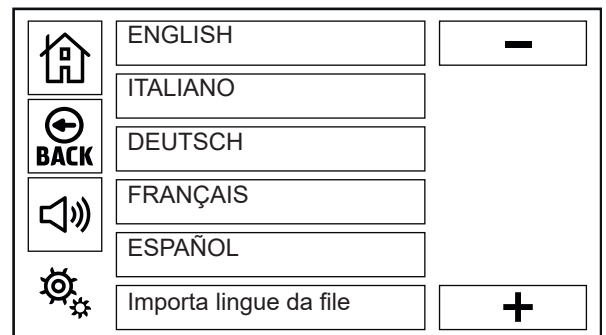 ENGLISH
ITALIANO
BACK
DEUTSCH
FRANÇAIS
ESPAÑOL
Importa lingue da file